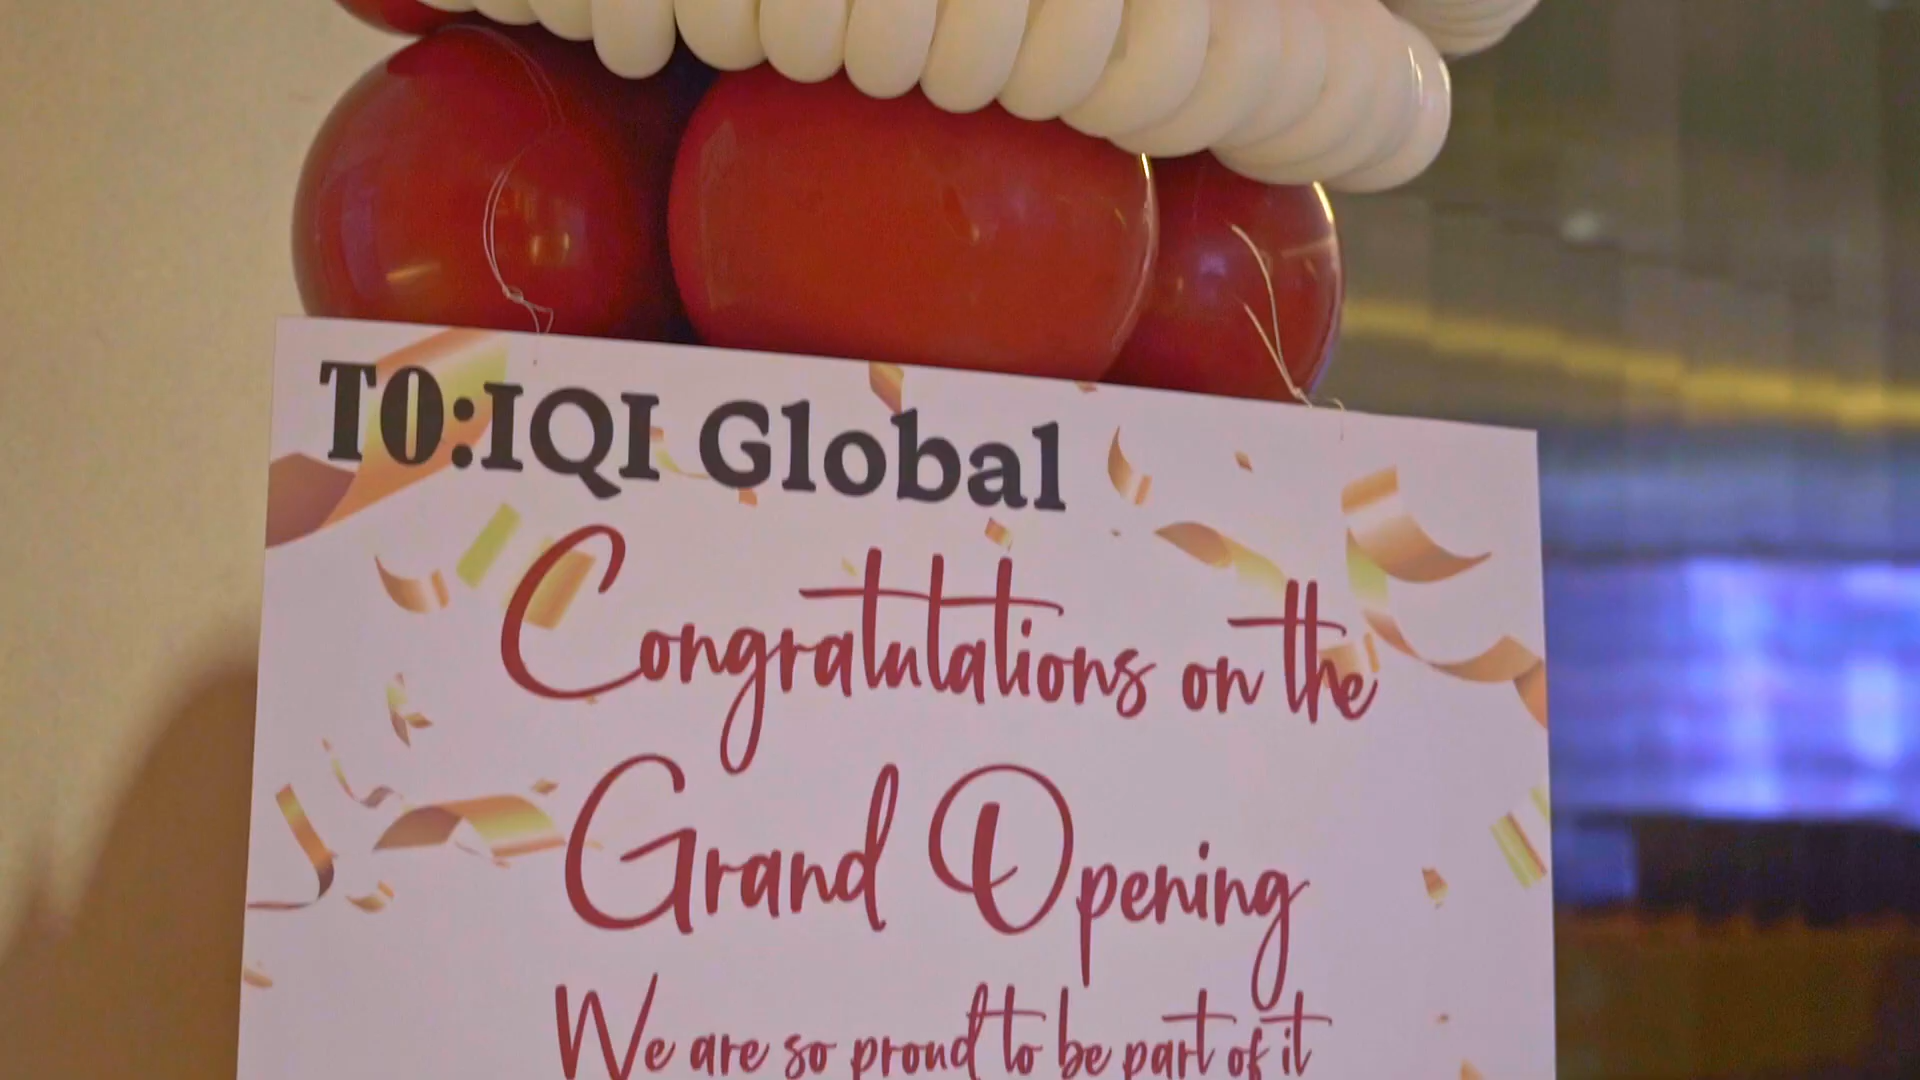 TO:IQI Global
Congratulations on the
Grand Opening
We are so proud to be part of it